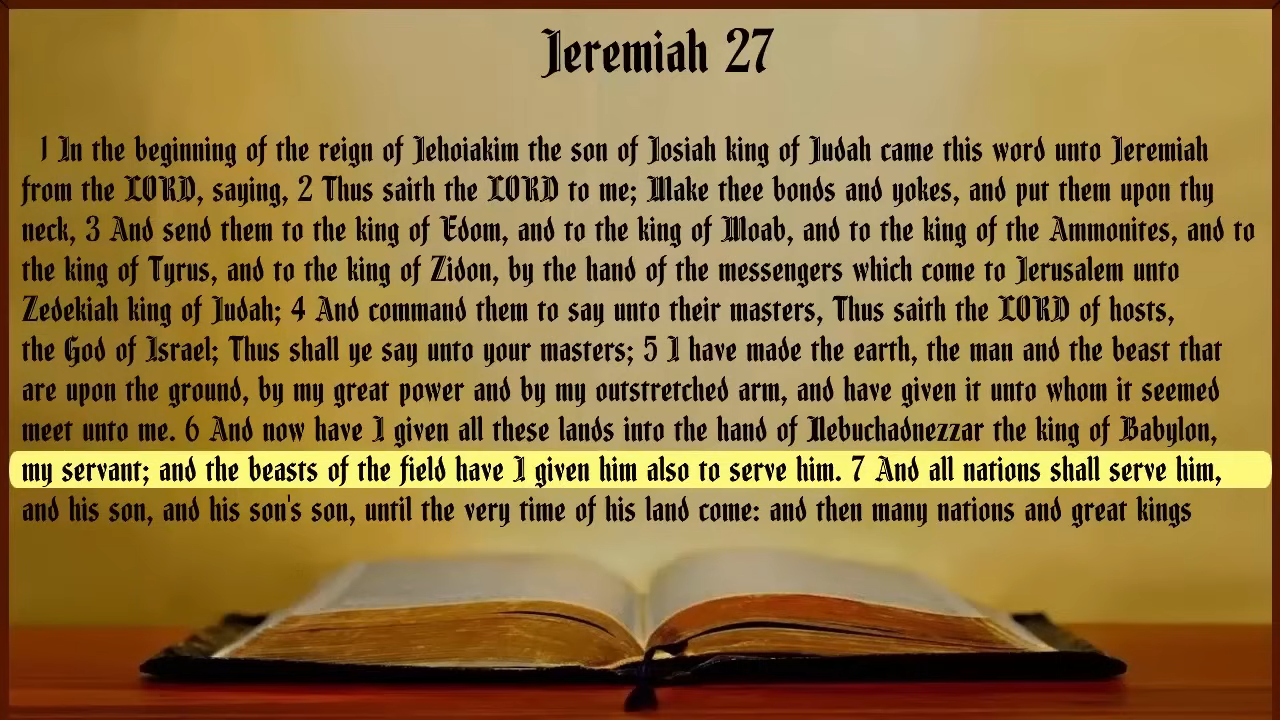 Jeremiah 27
1 In the beginning of the reign of Jehoiakim the son of Josiah king of Judah came this word unto Jeremiah
from the LORD, saying, 2 Thus saith the LORD to me; Make thee bonds and yokes, and put them upon thy
neck, 3 And send them to the king of Edom, and to the king of Moab, and to the king of the Ammonites, and to
the king of Tyrus, and to the king of Zidon, by the hand of the messengers which come to Jerusalem unto
Zedekiah king of Judah; 4 And command them to say unto their masters, Thus saith the LORD of hosts,
the God of Israel; Thus shall ye say unto your masters; 5 I have made the earth, the man and the beast that
are upon the ground, by my great power and by my outstretched arm, and have given it unto whom it seemed
meet unto me. 6 And now have I given all these lands into the hand of Nebuchadnezzar the king of Babylon,
my servant; and the beasts of the field have I given him also to serve him. 7 And all nations shall serve him,
and his son, and his son's son, until the very time of his land come: and then many nations and great kings